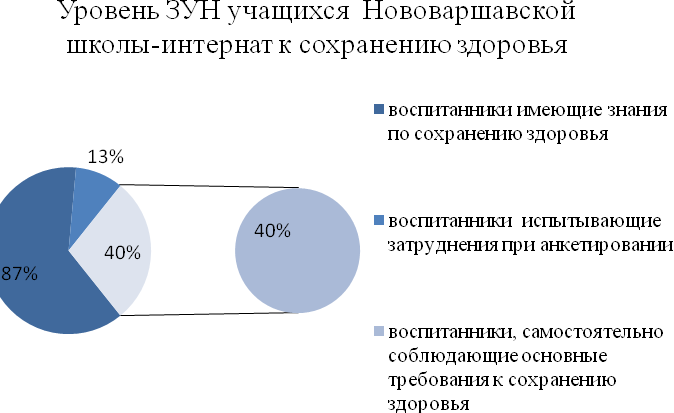 Уровень ЗУН учащихся Нововаршавской
школы-интернат к сохранению здоровья
воспитанники имеющие знания
по сохранению здоровья
13%
87%
40%
40%
воспитанники испытывающие
затруднения при анкетировании
воспитанники, самостоятельно
соблюдающие основные
требования к сохранению
здоровья